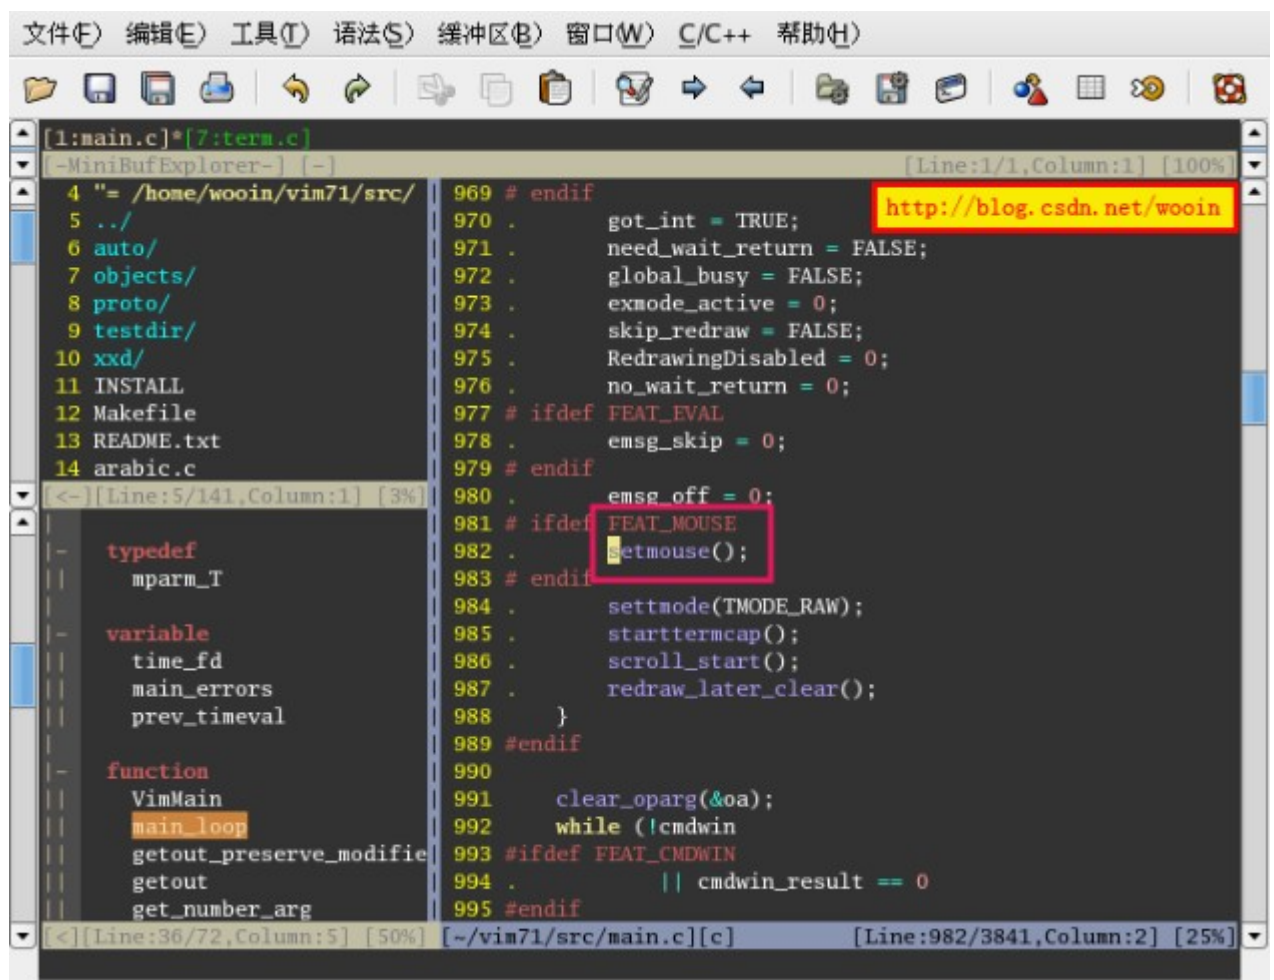 文件(F) 编辑(E) 工具(T) 语法(S) 缓冲区(B) 窗口(W) C/C++ 帮助(H)
[1:main.c]*[7:term.c]
[-MiniBufExplorer-] [-] [Line:1/1,Column:1] [100%]
4 "= /home/wooin/vim71/src/
5 ../
6 auto/
7 objects/
8 proto/
9 testdir/
10 xxd/
11 INSTALL
12 Makefile
13 README.txt
14 arabic.c
[<-][Line:5/141,Column:1] [3%]
|
|- typedef
|| mparm_T
|
|- variable
|| time_fd
|| main_errors
|| prev_timeval
|
|- function
|| VimMain
|| main_loop
|| getout_preserve_modifie
|| getout
|| get_number_arg
[<][Line:36/72,Column:5] [50%]
http://blog.csdn.net/wooin
969 # endif
970 . got_int = TRUE;
971 . need_wait_return = FALSE;
972 . global_busy = FALSE;
973 . exmode_active = 0;
974 . skip_redraw = FALSE;
975 . RedrawingDisabled = 0;
976 . no_wait_return = 0;
977 # ifdef FEAT_EVAL
978 . emsg_skip = 0;
979 # endif
980 . emsg_off = 0;
981 # ifdef FEAT_MOUSE
982 . setmouse();
983 # endif
984 . settmode(TMODE_RAW);
985 . starttermcap();
986 . scroll_start();
987 . redraw_later_clear();
988 }
989 #endif
990
991 clear_oparg(&oa);
992 while (!cmdwin
993 #ifdef FEAT_CMDWIN
994 . || cmdwin_result == 0
995 #endif
[~/vim71/src/main.c][c] [Line:982/3841,Column:2] [25%]